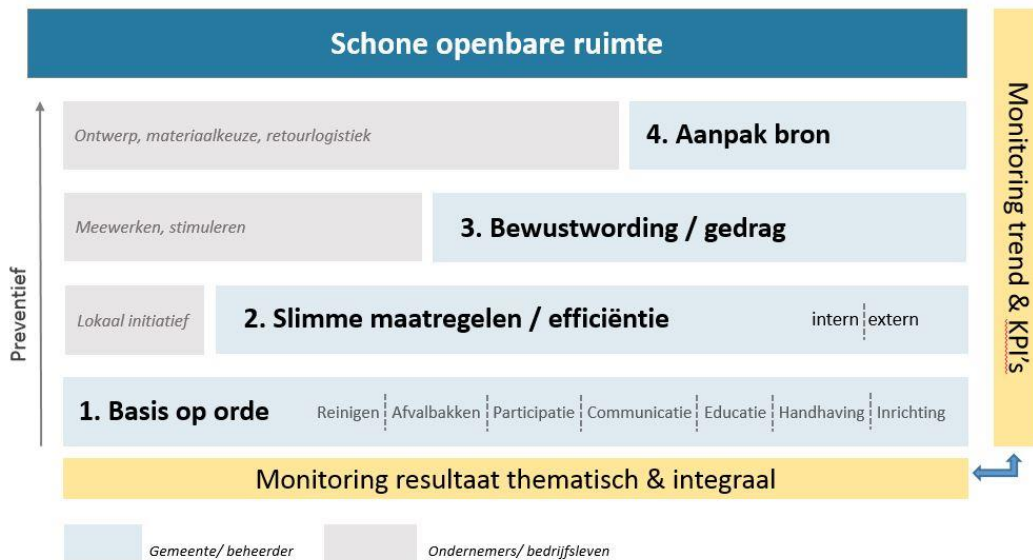 Schone openbare ruimte
Ontwerp, materiaalkeuze, retourlogistiek
4. Aanpak bron
Meewerken, stimuleren
3. Bewustwording / gedrag
Lokaal initiatief
2. Slimme maatregelen / efficiëntie
intern extern
1. Basis op orde
Reinigen Afvalbakken Participatie Communicatie Educatie Handhaving Inrichting
Monitoring resultaat thematisch & integraal
Preventief
Monitoring trend & KPI's
Gemeente/ beheerder
Ondernemers/ bedrijfsleven